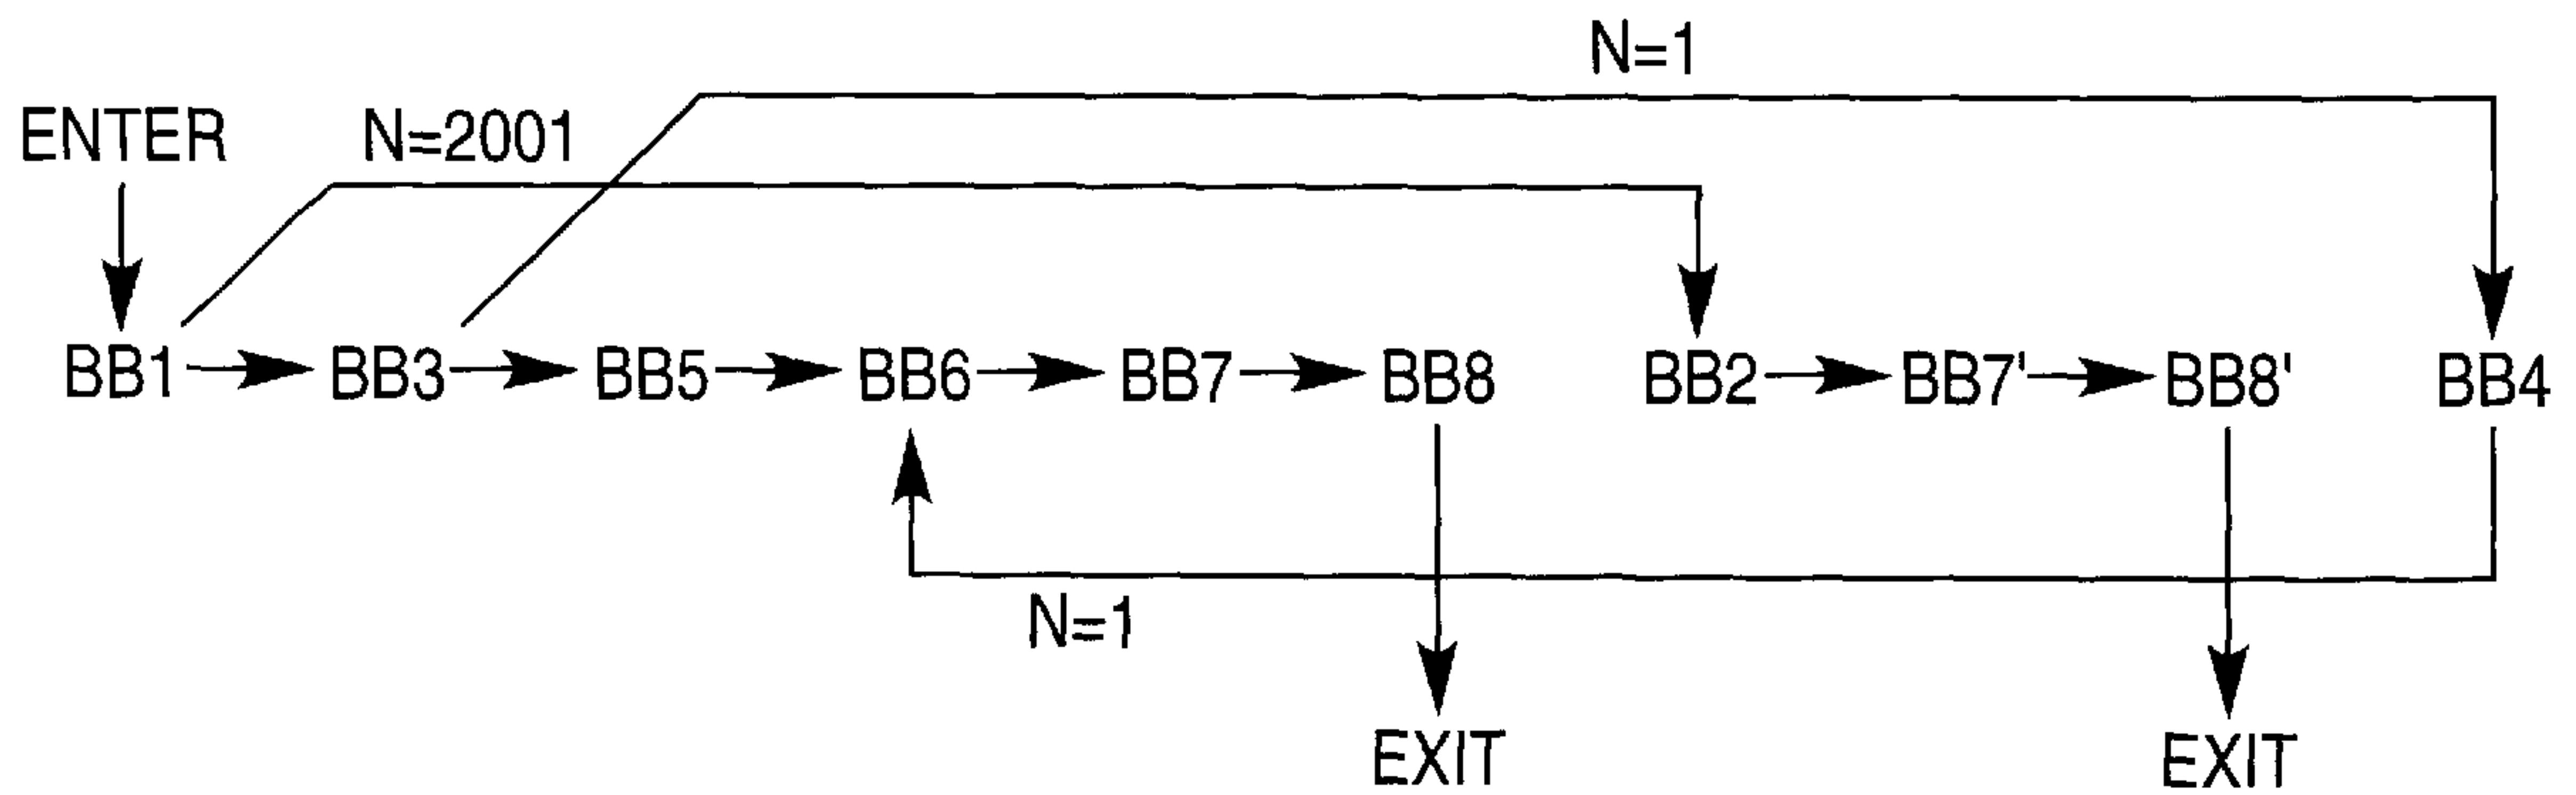 N=1
ENTER
N=2001
BB1 BB3 BB5 BB6 BB7 BB8 BB2 BB7' BB8' BB4
N=1
EXIT EXIT